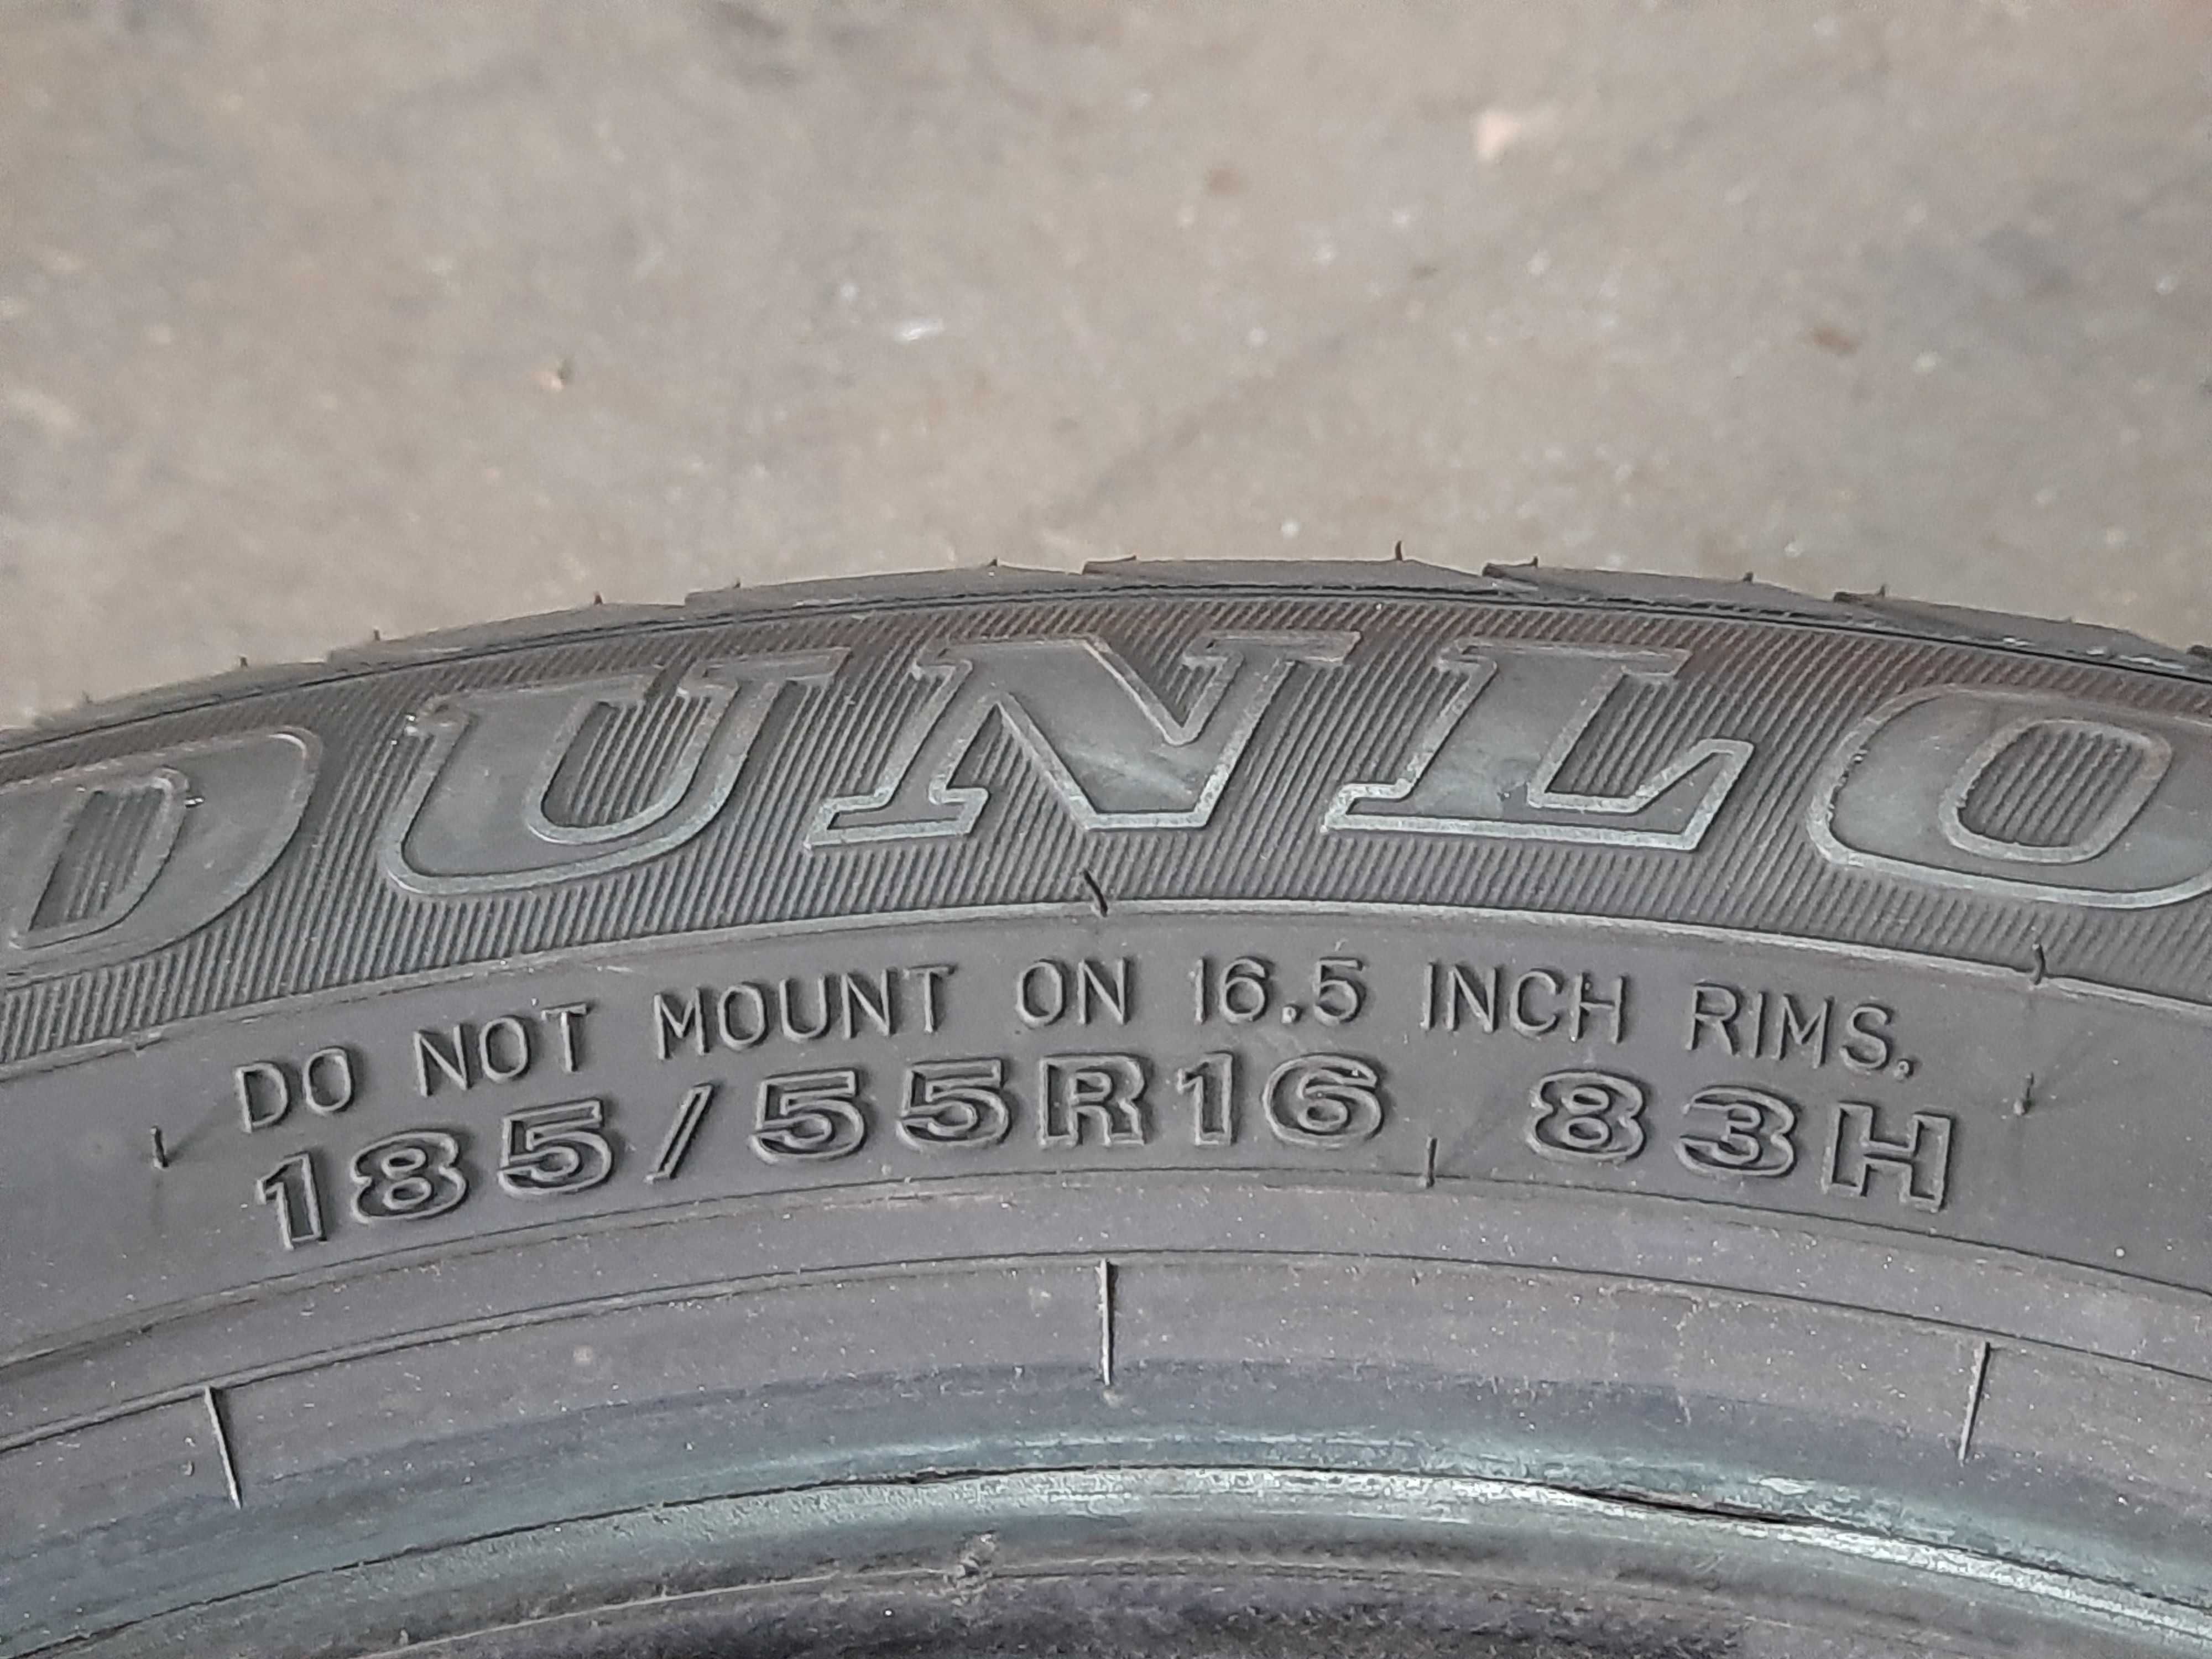 DUNLO
DO NOT MOUNT ON 16.5 INCH RIMS.
185/55R16 83H